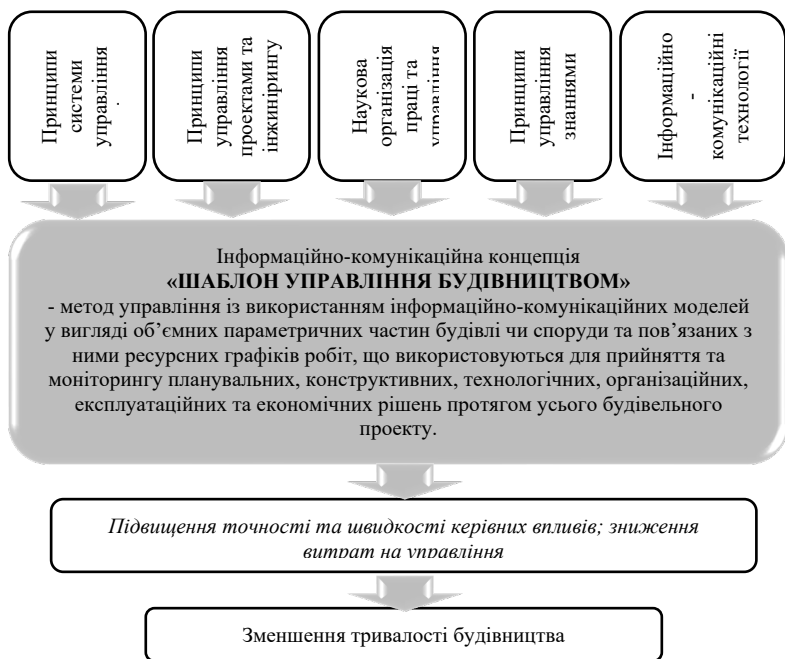 Принципи
системи
управління
Принципи
управління
проектами та
інжинірингу
Наукова
організація
праці та
управління
Принципи
управління
знаннями
Інформаційно
-
комунікаційні
технології
Інформаційно-комунікаційна концепція
«ШАБЛОН УПРАВЛІННЯ БУДІВНИЦТВОМ»
- метод управління із використанням інформаційно-комунікаційних моделей
у вигляді об’ємних параметричних частин будівлі чи споруди та пов’язаних з
ними ресурсних графіків робіт, що використовуються для прийняття та
моніторингу планувальних, конструктивних, технологічних, організаційних,
експлуатаційних та економічних рішень протягом усього будівельного
проекту.
Підвищення точності та швидкості керівних впливів; зниження
витрат на управління
Зменшення тривалості будівництва